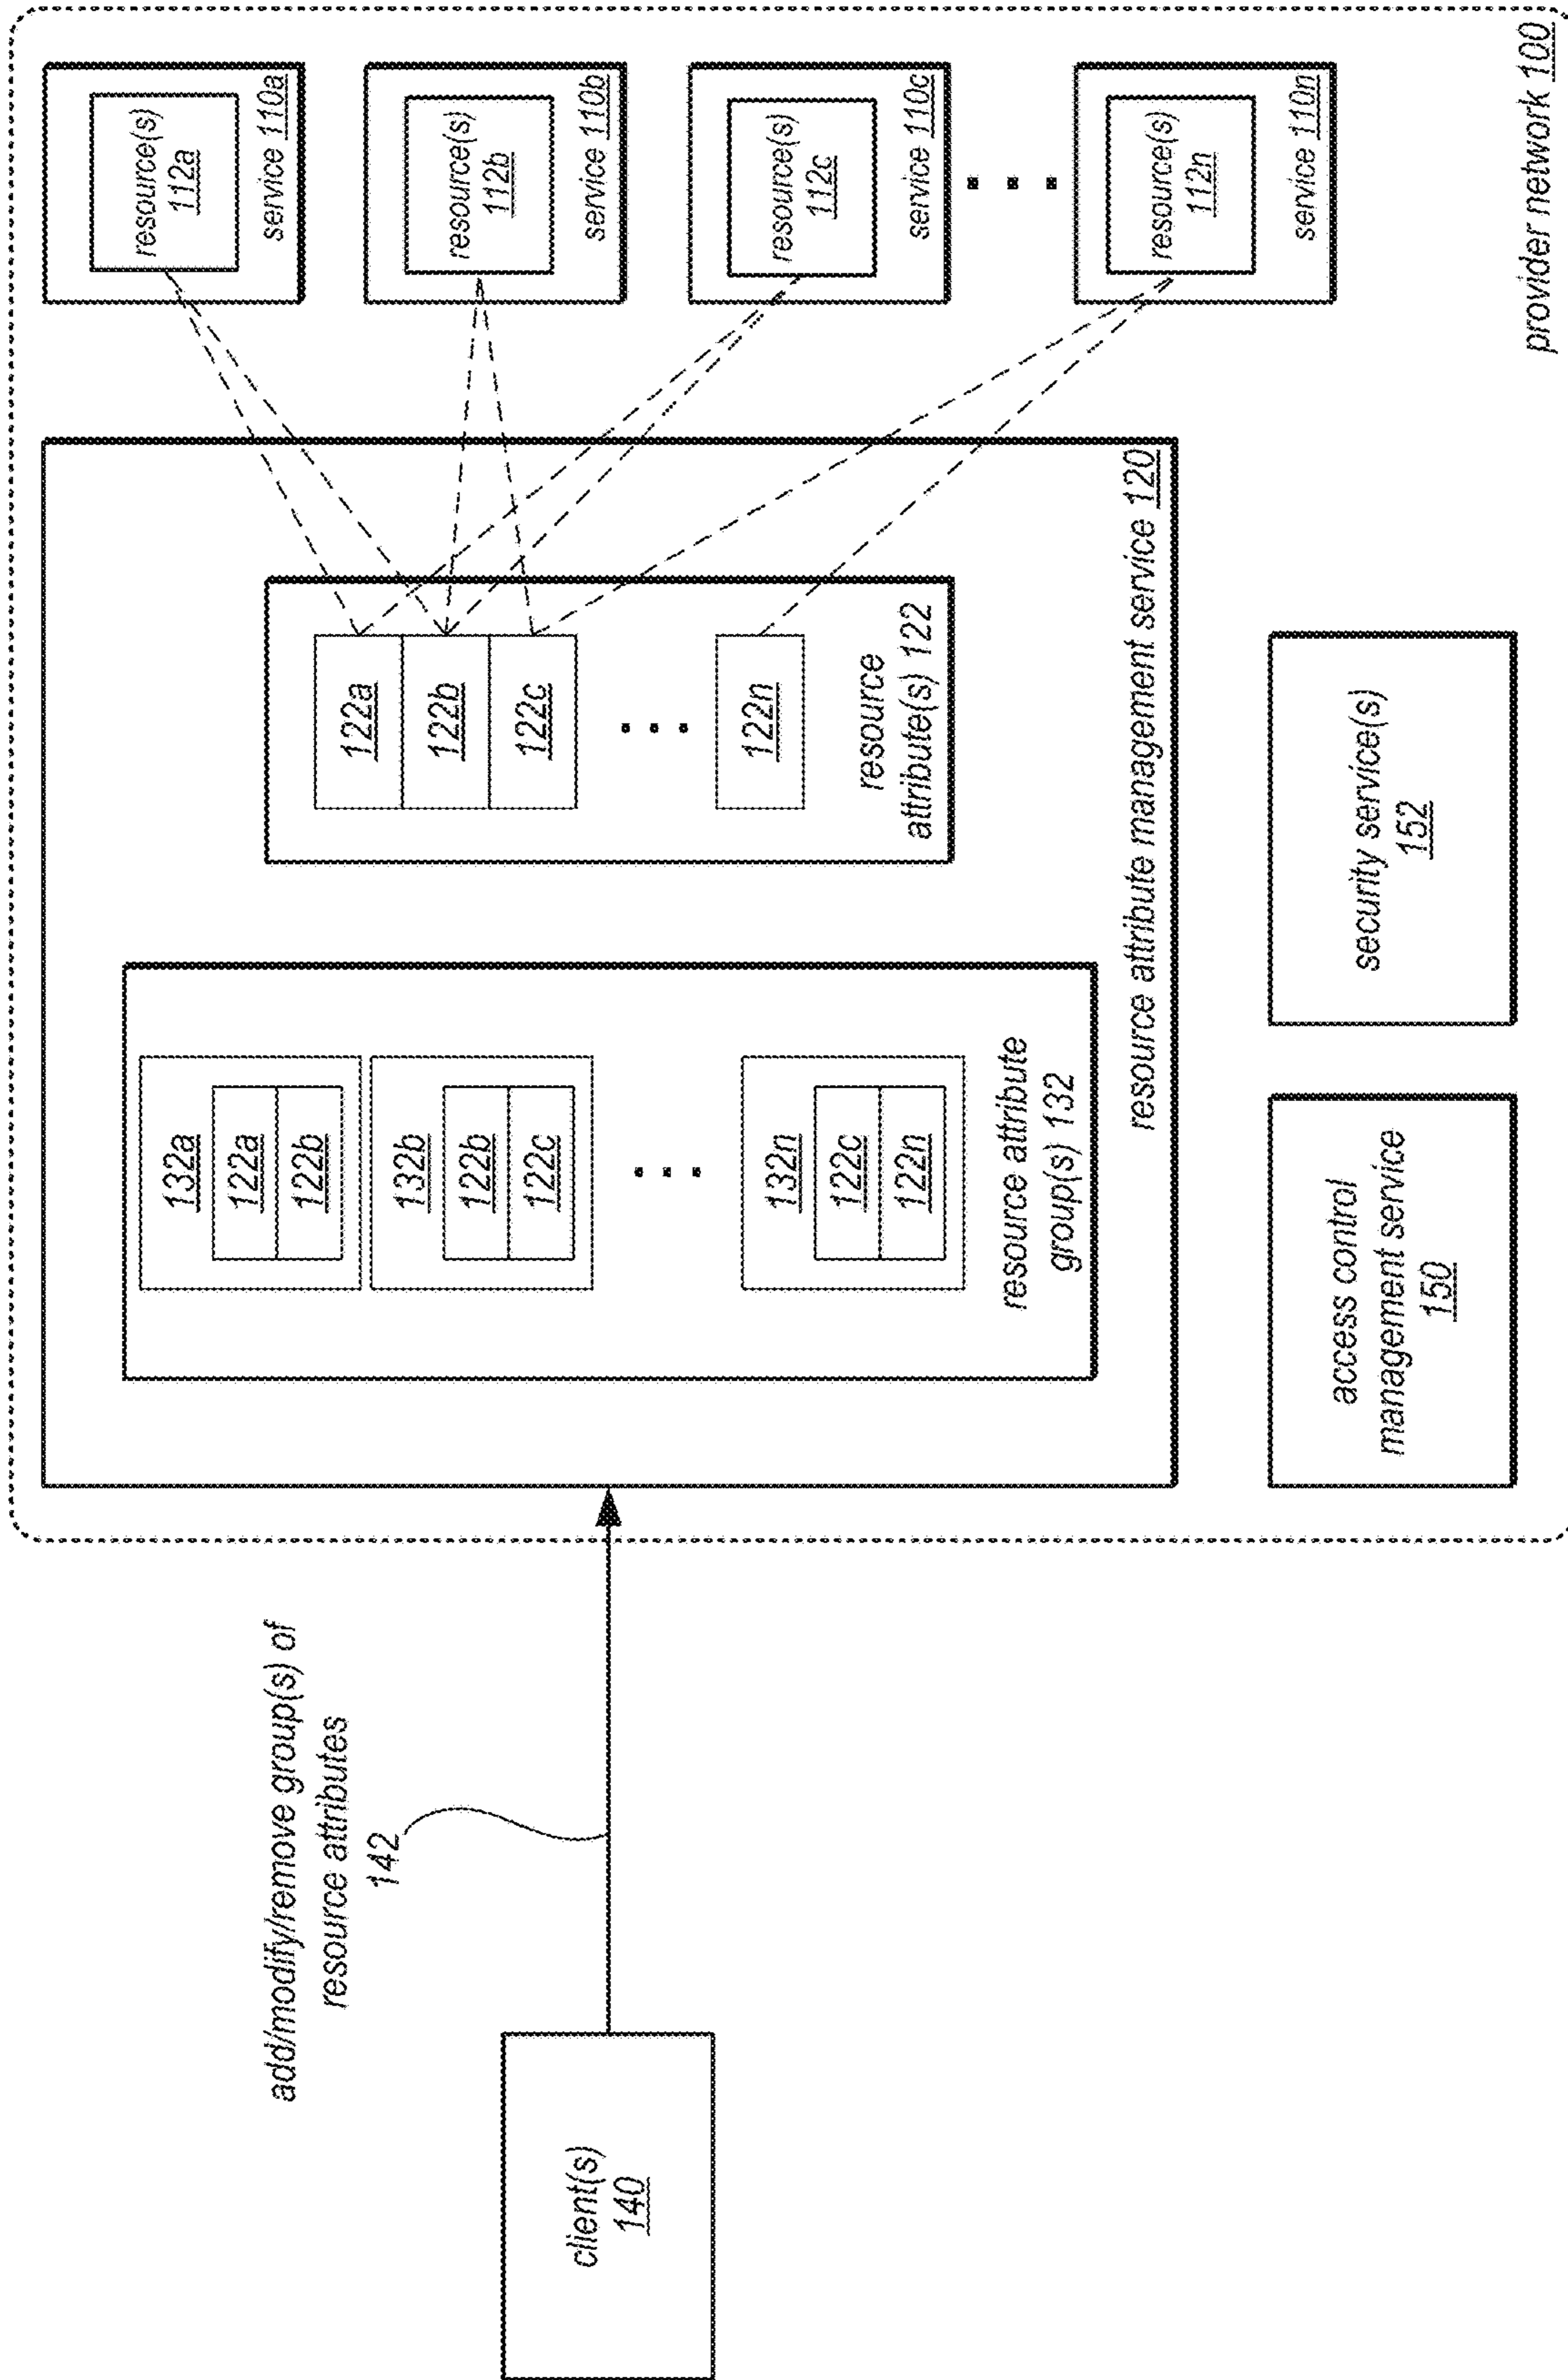 add/modify/remove group(s) of
resource attributes
142
client(s)
140
132a
122a
122b
132b
122b
122c
. . .
132n
122c
122n
resource attribute
group(s) 132
122a
122b
122c
. . .
122n
resource
attribute(s) 122
resource attribute management service 120
resource(s)
112a
service 110a
resource(s)
112b
service 110b
resource(s)
112c
service 110c
. . .
resource(s)
112n
service 110n
access control
management service
150
security service(s)
152
provider network 100